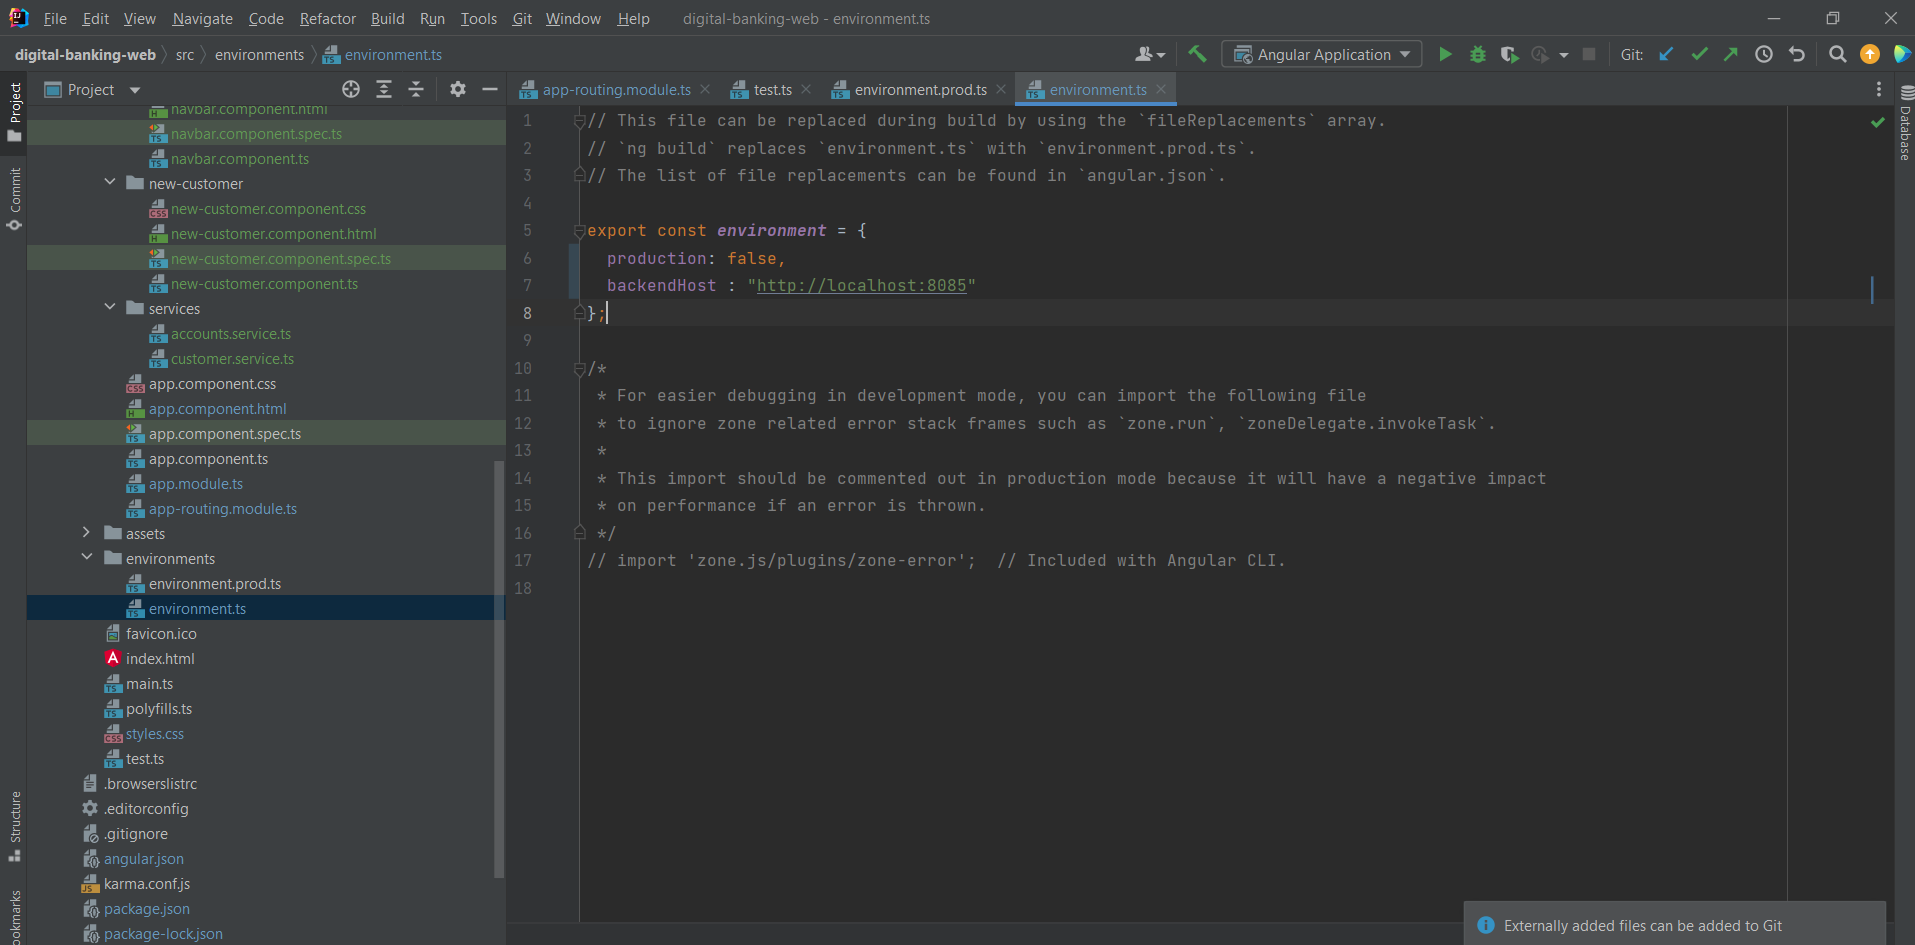 File Edit View Navigate Code Refactor Build Run Tools Git Window Help digital-banking-web - environment.ts
digital-banking-web src environments environment.ts
Angular Application
Git:
Project
app-routing.module.ts
test.ts
environment.prod.ts
environment.ts
Project
Commit
Structure
Database
navbar.component.html
navbar.component.spec.ts
navbar.component.ts
new-customer
new-customer.component.css
new-customer.component.html
new-customer.component.spec.ts
new-customer.component.ts
services
accounts.service.ts
customer.service.ts
app.component.css
app.component.html
app.component.spec.ts
app.component.ts
app.module.ts
app-routing.module.ts
assets
environments
environment.prod.ts
environment.ts
favicon.ico
index.html
main.ts
polyfills.ts
styles.css
test.ts
.browserslistrc
.editorconfig
.gitignore
angular.json
karma.conf.js
package.json
package-lock.json
1 // This file can be replaced during build by using the `fileReplacements` array.
2 // `ng build` replaces `environment.ts` with `environment.prod.ts`.
3 // The list of file replacements can be found in `angular.json`.
4
5 export const environment = {
6 production: false,
7 backendHost : "http://localhost:8085"
8 };
9
10 /*
11 * For easier debugging in development mode, you can import the following file
12 * to ignore zone related error stack frames such as `zone.run`, `zoneDelegate.invokeTask`.
13 *
14 * This import should be commented out in production mode because it will have a negative impact
15 * on performance if an error is thrown.
16 */
17 // import 'zone.js/plugins/zone-error'; // Included with Angular CLI.
18
Externally added files can be added to Git